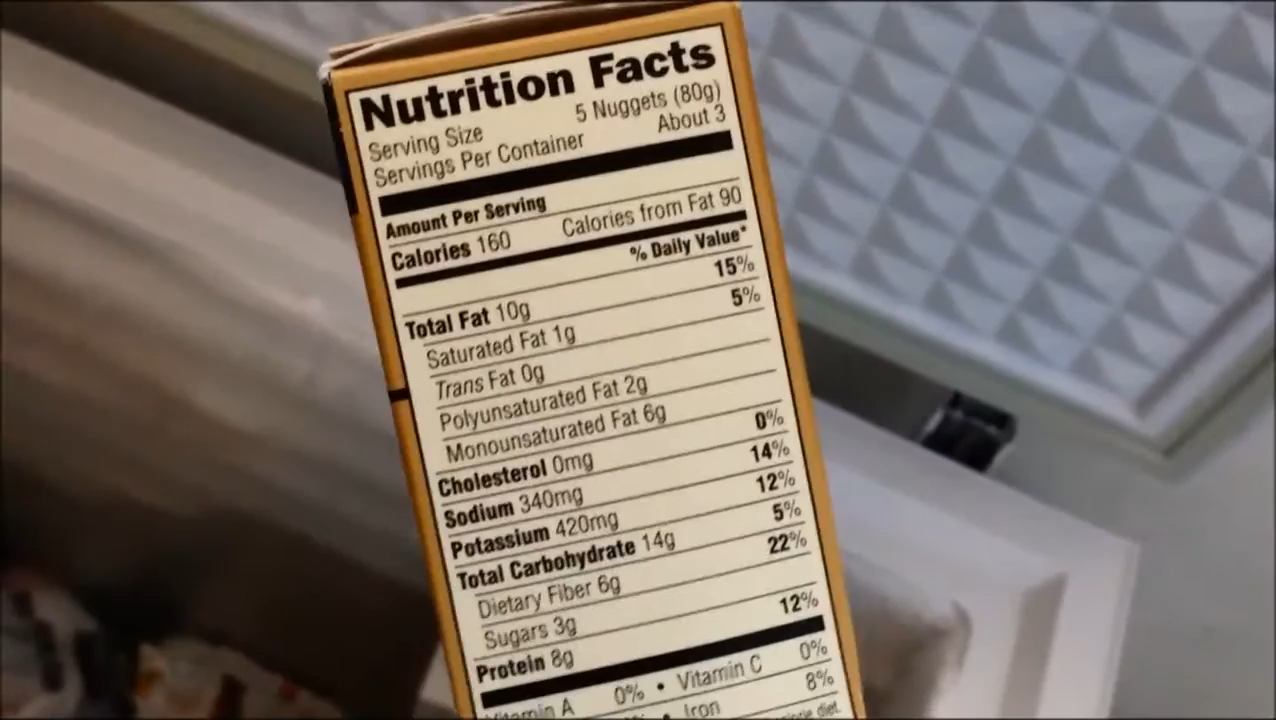 Nutrition Facts
Serving Size 5 Nuggets (80g)
Servings Per Container About 3
Amount Per Serving
Calories 160 Calories from Fat 90
% Daily Value*
Total Fat 10g 15%
Saturated Fat 1g 5%
Trans Fat 0g
Polyunsaturated Fat 2g
Monounsaturated Fat 6g
Cholesterol 0mg 0%
Sodium 340mg 14%
Potassium 420mg 12%
Total Carbohydrate 14g 5%
Dietary Fiber 6g 22%
Sugars 3g
Protein 8g 12%
Vitamin A 0% • Vitamin C 0%
• Iron 8%
diet.